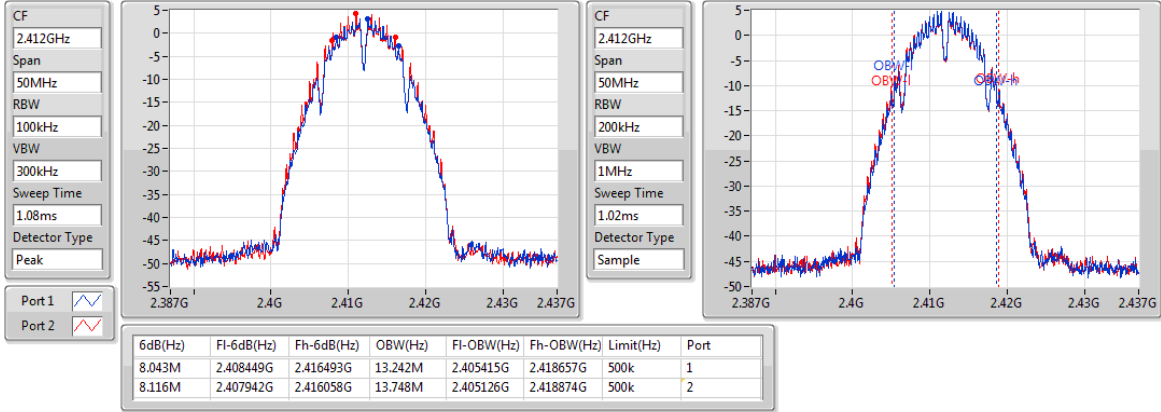 CF
2.412GHz
Span
50MHz
RBW
100kHz
VBW
300kHz
Sweep Time
1.08ms
Detector Type
Peak
Port 1
Port 2
5
0
-5
-10
-15
-20
-25
-30
-35
-40
-45
-50
-55
2.387G 2.4G 2.41G 2.42G 2.43G 2.437G
CF
2.412GHz
Span
50MHz
RBW
200kHz
VBW
1MHz
Sweep Time
1.02ms
Detector Type
Sample
5
0
-5
-10
-15
-20
-25
-30
-35
-40
-45
-50
OBW-l
OBW-l
OBW-h
OBW-h
2.387G 2.4G 2.41G 2.42G 2.43G 2.437G
6dB(Hz) Fl-6dB(Hz) Fh-6dB(Hz) OBW(Hz) Fl-OBW(Hz) Fh-OBW(Hz) Limit(Hz) Port
8.043M 2.408449G 2.416493G 13.242M 2.405415G 2.418657G 500k 1
8.116M 2.407942G 2.416058G 13.748M 2.405126G 2.418874G 500k 2